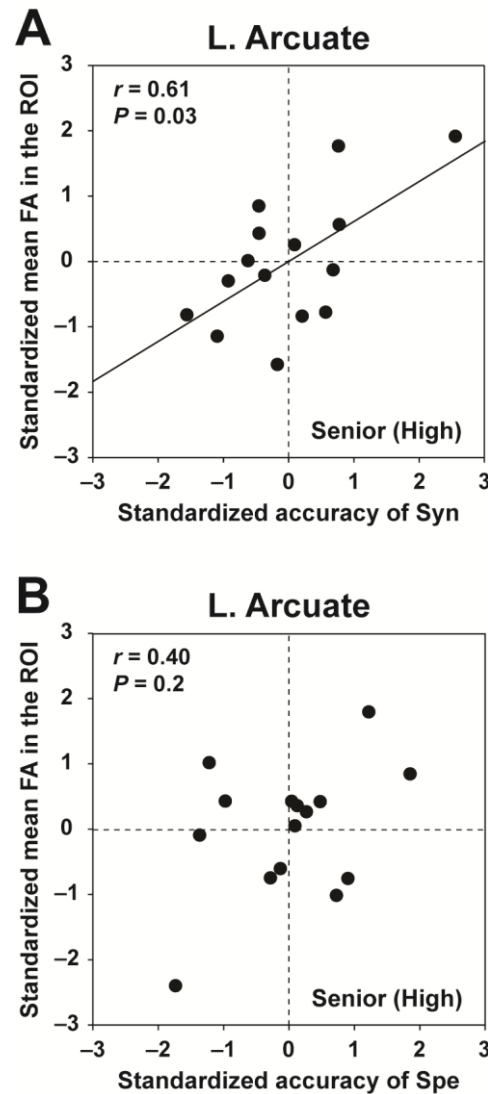 A
L. Arcuate
Standardized mean FA in the ROI
3
2
1
0
–1
–2
–3
r = 0.61
P = 0.03
Senior (High)
–3 –2 –1 0 1 2 3
Standardized accuracy of Syn
B
L. Arcuate
Standardized mean FA in the ROI
3
2
1
0
–1
–2
–3
r = 0.40
P = 0.2
Senior (High)
–3 –2 –1 0 1 2 3
Standardized accuracy of Spe